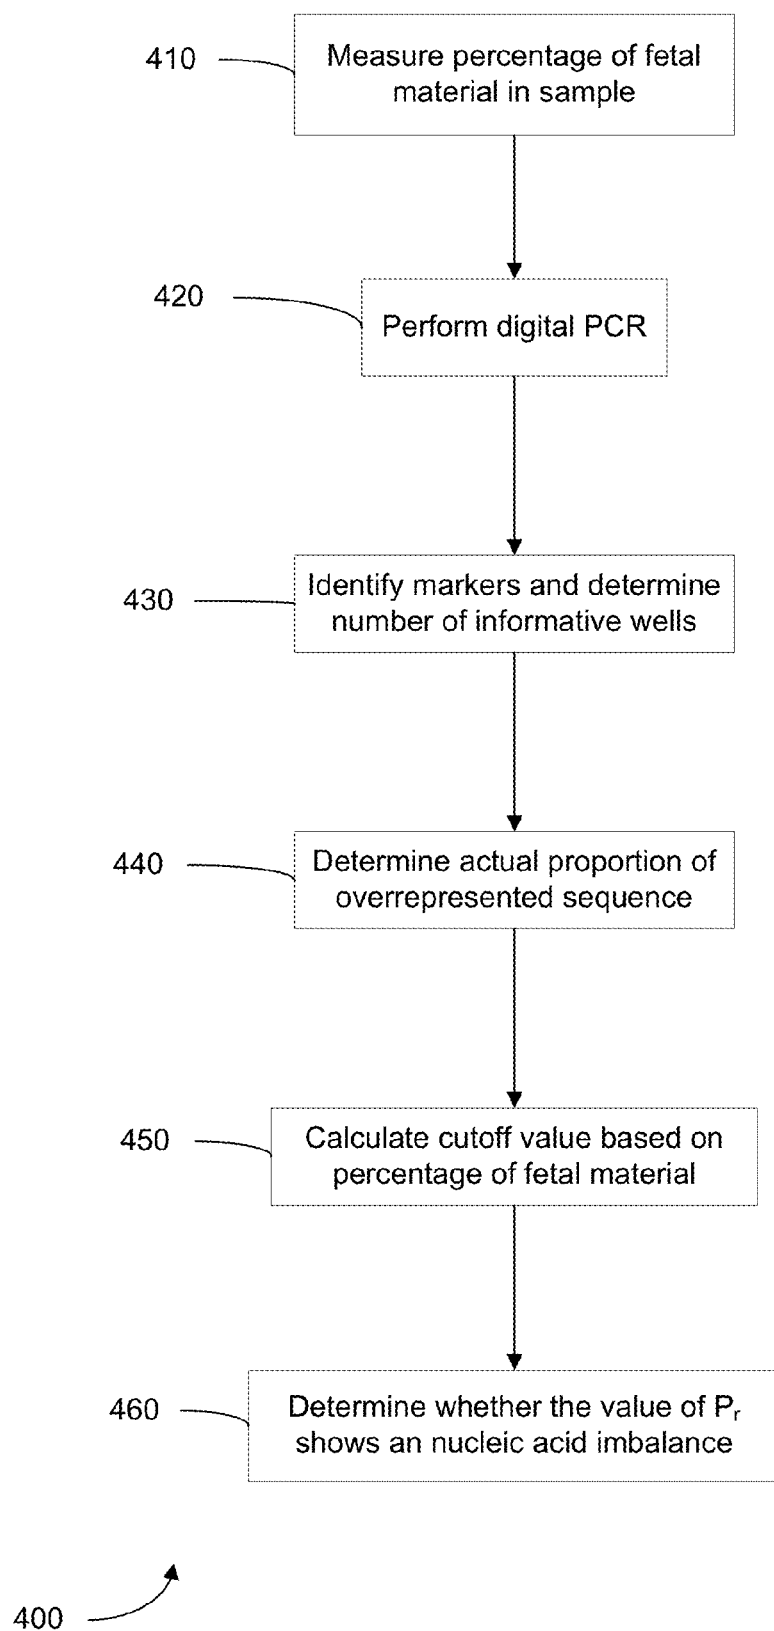 410
Measure percentage of fetal
material in sample
420
Perform digital PCR
430
Identify markers and determine
number of informative wells
440
Determine actual proportion of
overrepresented sequence
450
Calculate cutoff value based on
percentage of fetal material
460
Determine whether the value of Pr
shows an nucleic acid imbalance
400